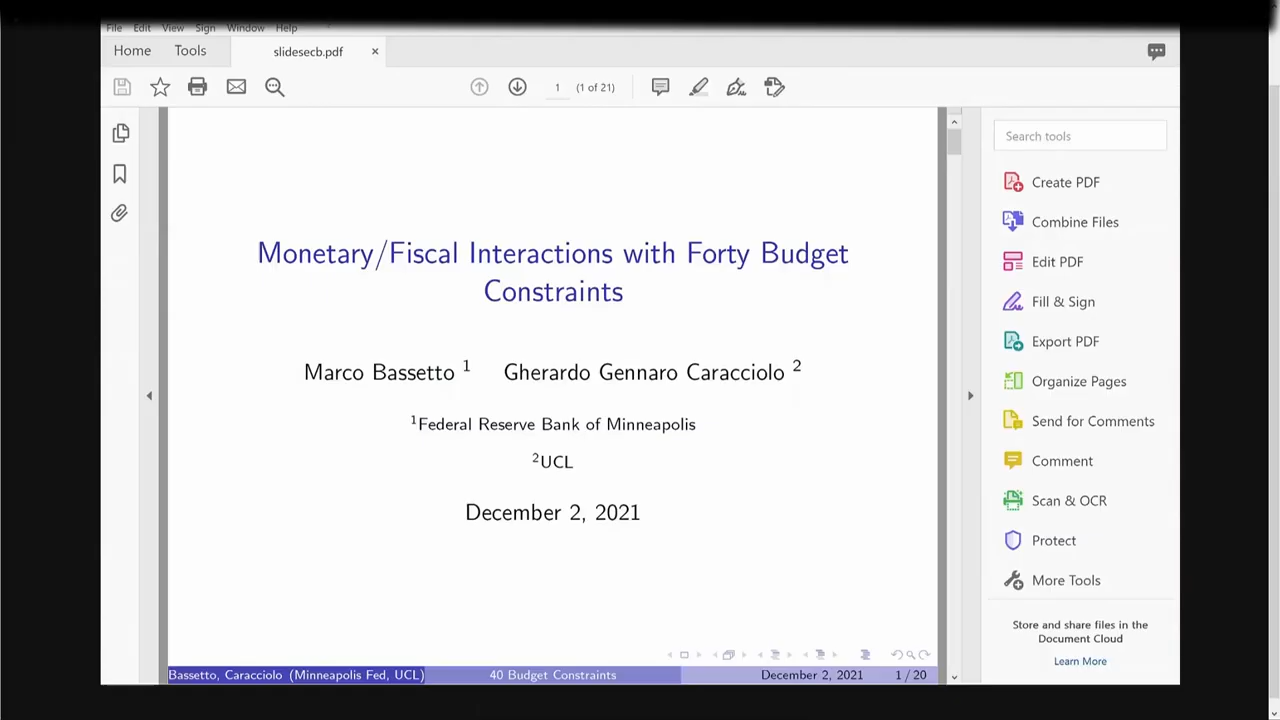 File Edit View Sign Window Help
Home Tools slidesecb.pdf ×
1 (1 of 21)
Search tools
Create PDF
Combine Files
Edit PDF
Fill & Sign
Export PDF
Organize Pages
Send for Comments
Comment
Scan & OCR
Protect
More Tools
Store and share files in the
Document Cloud
Learn More
Monetary/Fiscal Interactions with Forty Budget
Constraints
Marco Bassetto 1 Gherardo Gennaro Caracciolo 2
1Federal Reserve Bank of Minneapolis
2UCL
December 2, 2021
Bassetto, Caracciolo (Minneapolis Fed, UCL) 40 Budget Constraints December 2, 2021 1 / 20